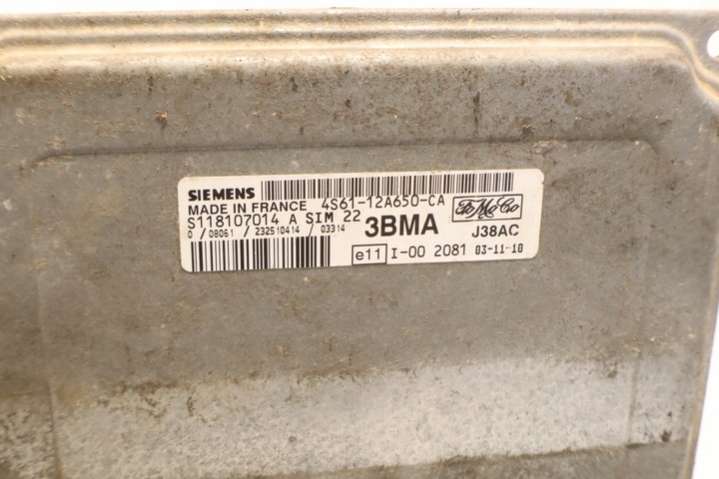 SIEMENS
MADE IN FRANCE 4S61-12A650-CA
S118107014 A SIM 22 3BMA FoMoCo
0 / 08061 / 232510414 / 03314 J38AC
e11 I-00 2081 03-11-10